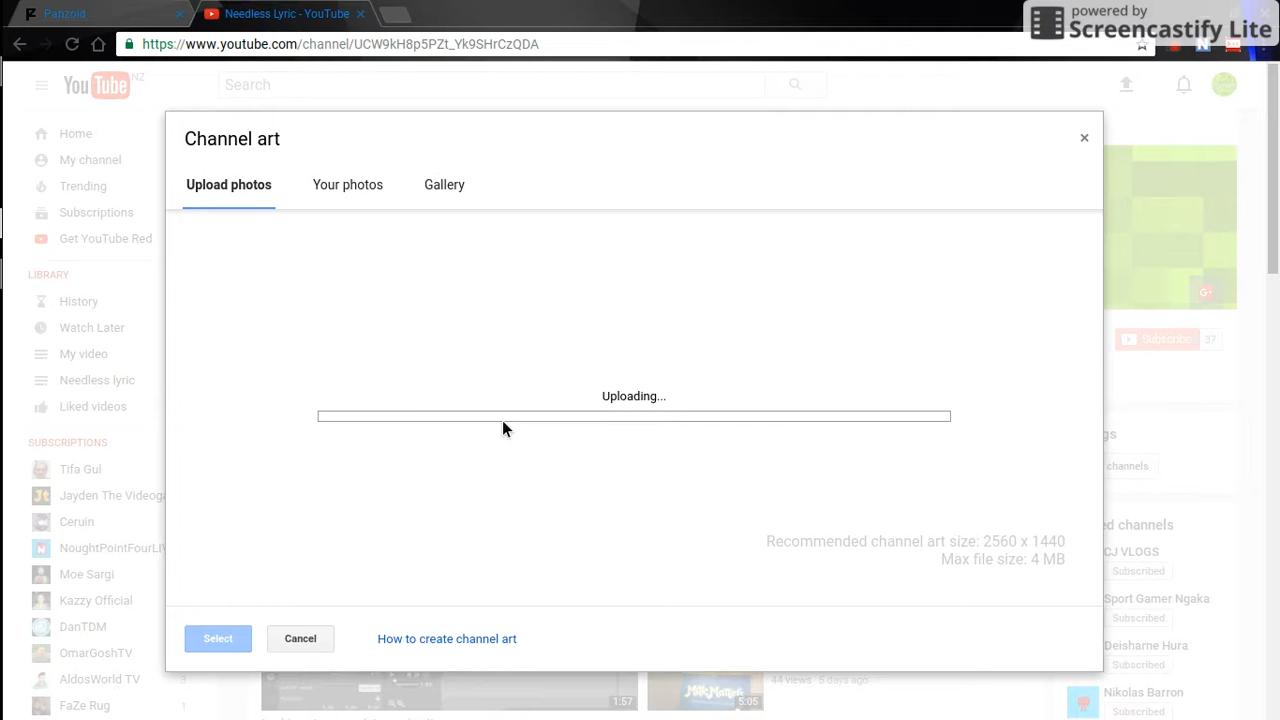 Panzoid
Needless Lyric - YouTube
powered by
Screencastify Lite
https://www.youtube.com/channel/UCW9kH8p5PZt_Yk9SHrCzQDA
YouTube NZ
Search
Channel art
Upload photos
Your photos
Gallery
Home
My channel
Trending
Subscriptions
Get YouTube Red
LIBRARY
History
Watch Later
My video
Needless lyric
Liked videos
SUBSCRIPTIONS
Tifa Gul
Jayden The Videoga
Ceruin
NoughtPointFourLIV
Moe Sargi
Kazzy Official
DanTDM
OmarGoshTV
AldosWorld TV 3
FaZe Rug 1
Uploading...
Recommended channel art size: 2560 x 1440
Max file size: 4 MB
Select
Cancel
How to create channel art
G+
Subscribe 37
gs
channels
ed channels
CJ VLOGS
Subscribed
Sport Gamer Ngaka
Subscribed
Deisharne Hura
Subscribed
Nikolas Barron
Subscribed
1:57
5:05
44 views 5 days ago